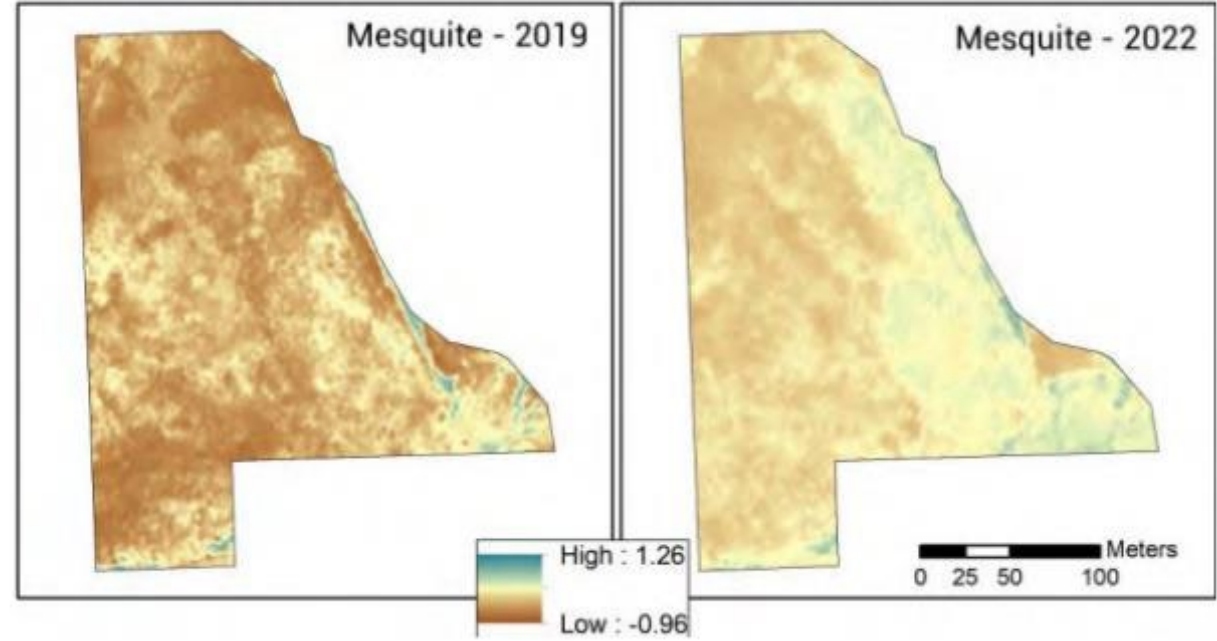 Mesquite - 2019
Mesquite - 2022
High : 1.26
Low : -0.96
Meters
0 25 50 100